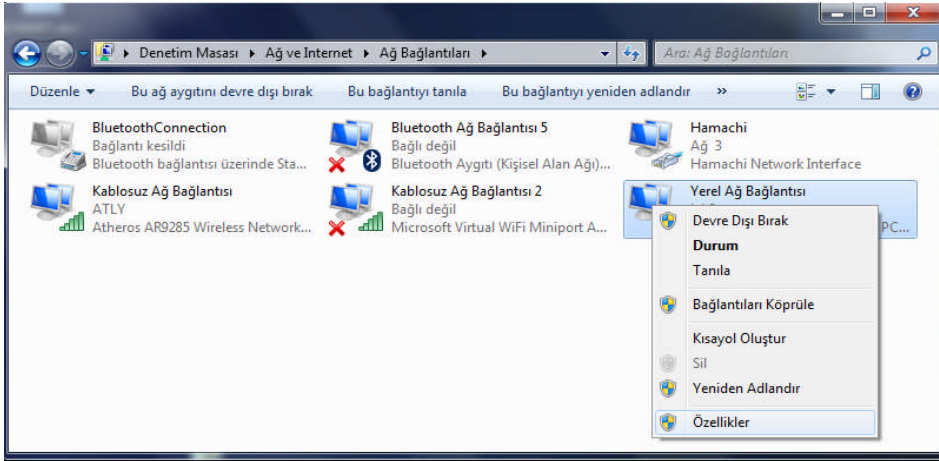 Denetim Masası ▸ Ağ ve Internet ▸ Ağ Bağlantıları ▸
Ara: Ağ Bağlantıları
Düzenle Bu ağ aygıtını devre dışı bırak Bu bağlantıyı tanıla Bu bağlantıyı yeniden adlandır »
BluetoothConnection
Bağlantı kesildi
Bluetooth bağlantısı üzerinde Sta...
Bluetooth Ağ Bağlantısı 5
Bağlı değil
Bluetooth Aygıtı (Kişisel Alan Ağı)...
Hamachi
Ağ 3
Hamachi Network Interface
Kablosuz Ağ Bağlantısı
ATLY
Atheros AR9285 Wireless Network...
Kablosuz Ağ Bağlantısı 2
Bağlı değil
Microsoft Virtual WiFi Miniport A...
Yerel Ağ Bağlantısı
PC...
Devre Dışı Bırak
Durum
Tanıla
Bağlantıları Köprüle
Kısayol Oluştur
Sil
Yeniden Adlandır
Özellikler